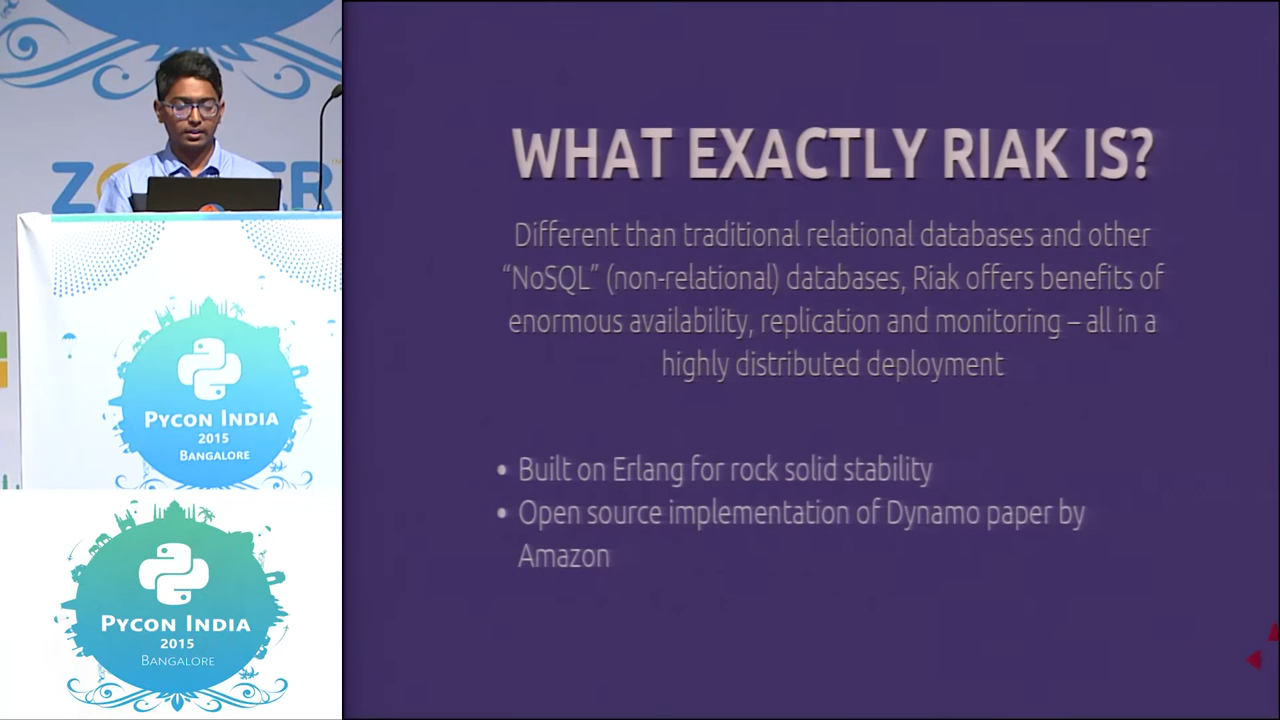 WHAT EXACTLY RIAK IS?
Different than traditional relational databases and other
“NoSQL” (non-relational) databases, Riak offers benefits of
enormous availability, replication and monitoring – all in a
highly distributed deployment
• Built on Erlang for rock solid stability
• Open source implementation of Dynamo paper by
Amazon
PYCON INDIA
2015
BANGALORE
PYCON INDIA
2015
BANGALORE